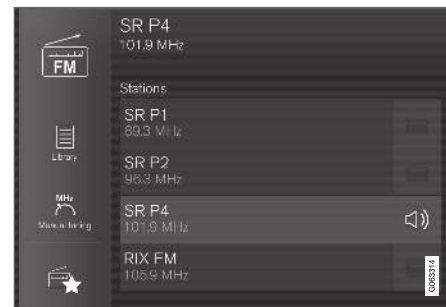 SR P4
101.9 MHz
FM
Stations
SR P1
89.3 MHz
Library
SR P2
96.3 MHz
MHz
Manual tuning
SR P4
101.9 MHz
RIX FM
105.9 MHz
G063314